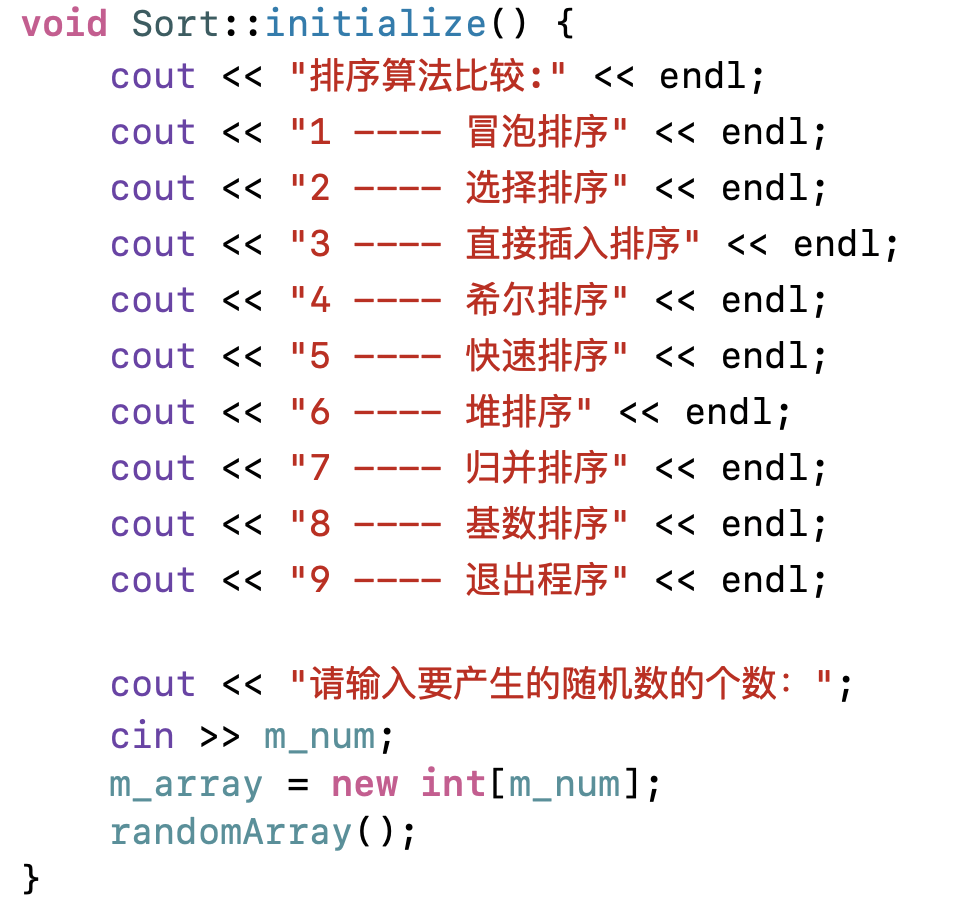 void Sort::initialize() {
    cout << "排序算法比较:" << endl;
    cout << "1 ---- 冒泡排序" << endl;
    cout << "2 ---- 选择排序" << endl;
    cout << "3 ---- 直接插入排序" << endl;
    cout << "4 ---- 希尔排序" << endl;
    cout << "5 ---- 快速排序" << endl;
    cout << "6 ---- 堆排序" << endl;
    cout << "7 ---- 归并排序" << endl;
    cout << "8 ---- 基数排序" << endl;
    cout << "9 ---- 退出程序" << endl;
    cout << "请输入要产生的随机数的个数：";
    cin >> m_num;
    m_array = new int[m_num];
    randomArray();
}